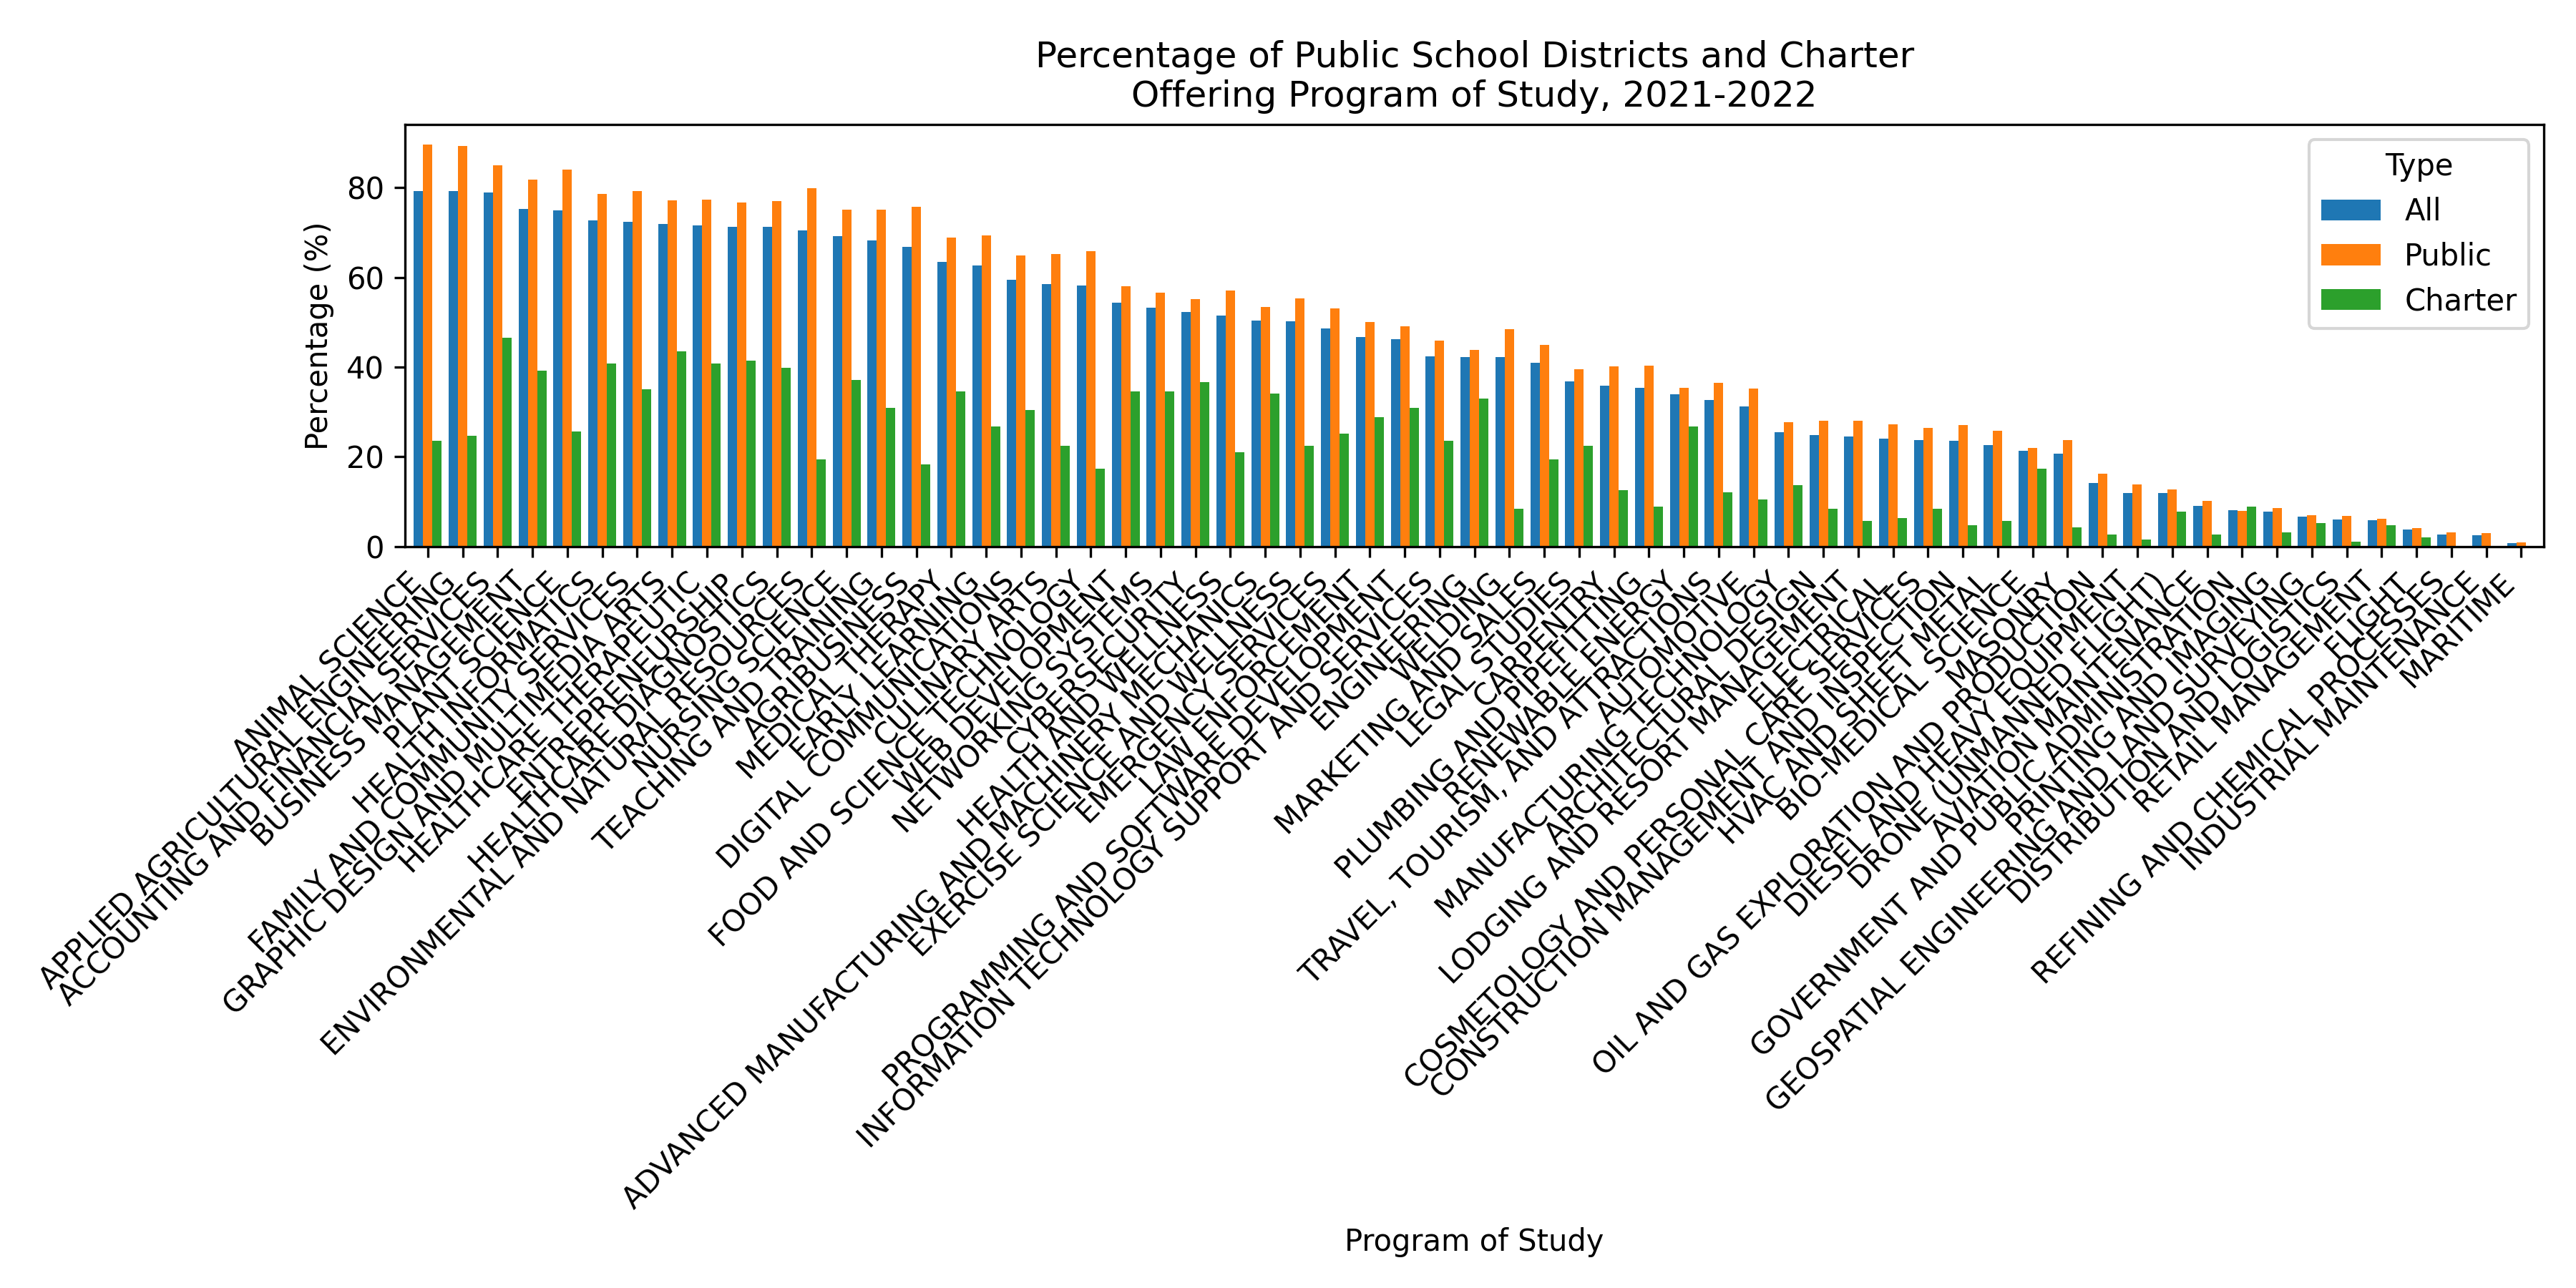 Percentage of Public School Districts and Charter
Offering Program of Study, 2021-2022
Percentage (%)
80
60
40
20
0
Type
All
Public
Charter
ANIMAL SCIENCE
APPLIED AGRICULTURAL ENGINEERING
ACCOUNTING AND FINANCIAL SERVICES
BUSINESS MANAGEMENT
PLANT SCIENCE
HEALTH INFORMATICS
FAMILY AND COMMUNITY SERVICES
GRAPHIC DESIGN AND MULTIMEDIA ARTS
HEALTHCARE THERAPEUTIC
ENTREPRENEURSHIP
HEALTHCARE DIAGNOSTICS
ENVIRONMENTAL AND NATURAL RESOURCES
NURSING SCIENCE
TEACHING AND TRAINING
AGRIBUSINESS
MEDICAL THERAPY
EARLY LEARNING
DIGITAL COMMUNICATIONS
CULINARY ARTS
FOOD AND SCIENCE TECHNOLOGY
WEB DEVELOPMENT
NETWORKING SYSTEMS
CYBERSECURITY
HEALTH AND WELLNESS
ADVANCED MANUFACTURING AND MACHINERY MECHANICS
EXERCISE SCIENCE AND WELLNESS
EMERGENCY SERVICES
LAW ENFORCEMENT
PROGRAMMING AND SOFTWARE DEVELOPMENT
INFORMATION TECHNOLOGY SUPPORT AND SERVICES
ENGINEERING
WELDING
MARKETING AND SALES
LEGAL STUDIES
CARPENTRY
PLUMBING AND PIPEFITTING
RENEWABLE ENERGY
TRAVEL, TOURISM, AND ATTRACTIONS
AUTOMOTIVE
MANUFACTURING TECHNOLOGY
ARCHITECTURAL DESIGN
LODGING AND RESORT MANAGEMENT
ELECTRICAL
COSMETOLOGY AND PERSONAL CARE SERVICES
CONSTRUCTION MANAGEMENT AND INSPECTION
HVAC AND SHEET METAL
BIO-MEDICAL SCIENCE
MASONRY
OIL AND GAS EXPLORATION AND PRODUCTION
DIESEL AND HEAVY EQUIPMENT
DRONE (UNMANNED FLIGHT)
AVIATION MAINTENANCE
GOVERNMENT AND PUBLIC ADMINISTRATION
PRINTING AND IMAGING
GEOSPATIAL ENGINEERING AND LAND SURVEYING
DISTRIBUTION AND LOGISTICS
RETAIL MANAGEMENT
FLIGHT
REFINING AND CHEMICAL PROCESSES
INDUSTRIAL MAINTENANCE
MARITIME
Program of Study